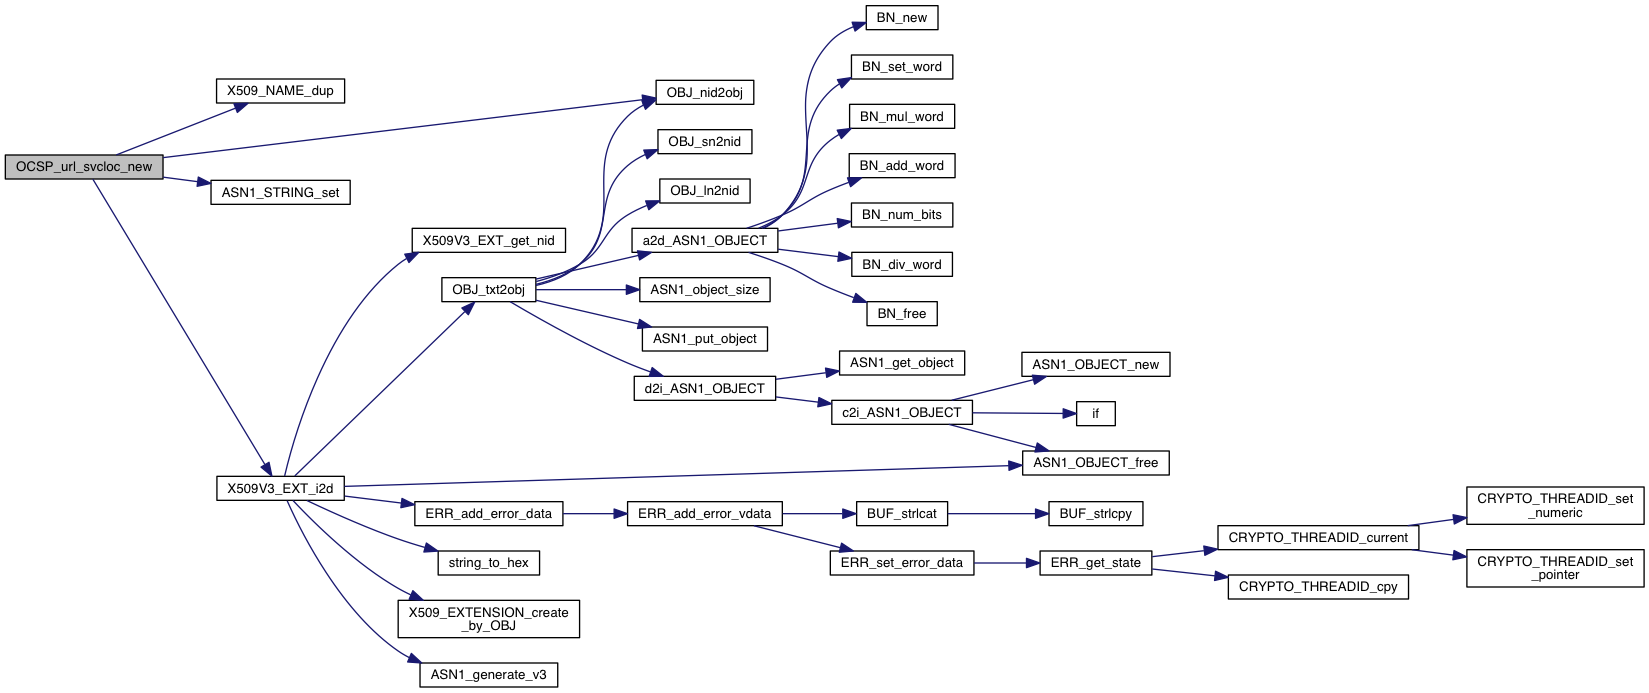 OCSP_url_svcloc_new
X509_NAME_dup
ASN1_STRING_set
X509V3_EXT_i2d
X509V3_EXT_get_nid
OBJ_txt2obj
ERR_add_error_data
string_to_hex
X509_EXTENSION_create
_by_OBJ
ASN1_generate_v3
OBJ_nid2obj
OBJ_sn2nid
OBJ_ln2nid
a2d_ASN1_OBJECT
ASN1_object_size
ASN1_put_object
d2i_ASN1_OBJECT
ERR_add_error_vdata
BN_new
BN_set_word
BN_mul_word
BN_add_word
BN_num_bits
BN_div_word
BN_free
ASN1_get_object
c2i_ASN1_OBJECT
BUF_strlcat
ERR_set_error_data
ASN1_OBJECT_new
if
ASN1_OBJECT_free
BUF_strlcpy
ERR_get_state
CRYPTO_THREADID_current
CRYPTO_THREADID_cpy
CRYPTO_THREADID_set
_numeric
CRYPTO_THREADID_set
_pointer